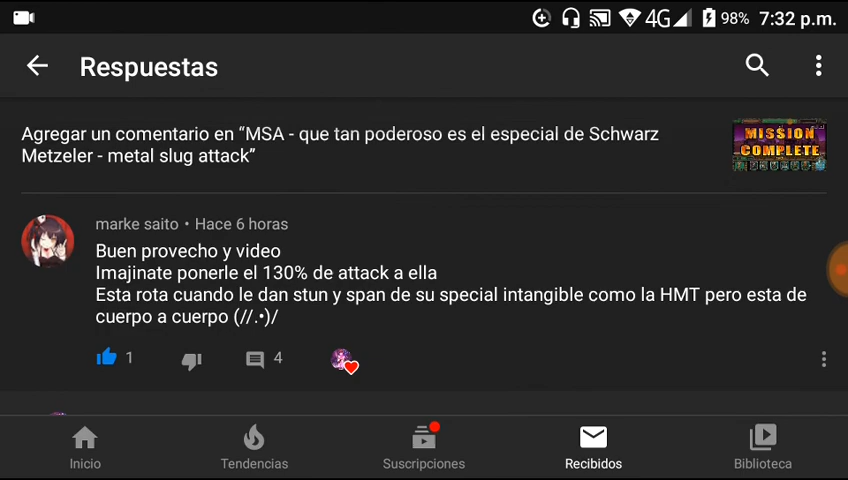 4G 98% 7:32 p.m.
Respuestas
Agregar un comentario en “MSA - que tan poderoso es el especial de Schwarz
Metzeler - metal slug attack”
MISSION
COMPLETE
marke saito • Hace 6 horas
Buen provecho y video
Imajinate ponerle el 130% de attack a ella
Esta rota cuando le dan stun y span de su special intangible como la HMT pero esta de
cuerpo a cuerpo (//.•)/
1 4
Inicio Tendencias Suscripciones Recibidos Biblioteca